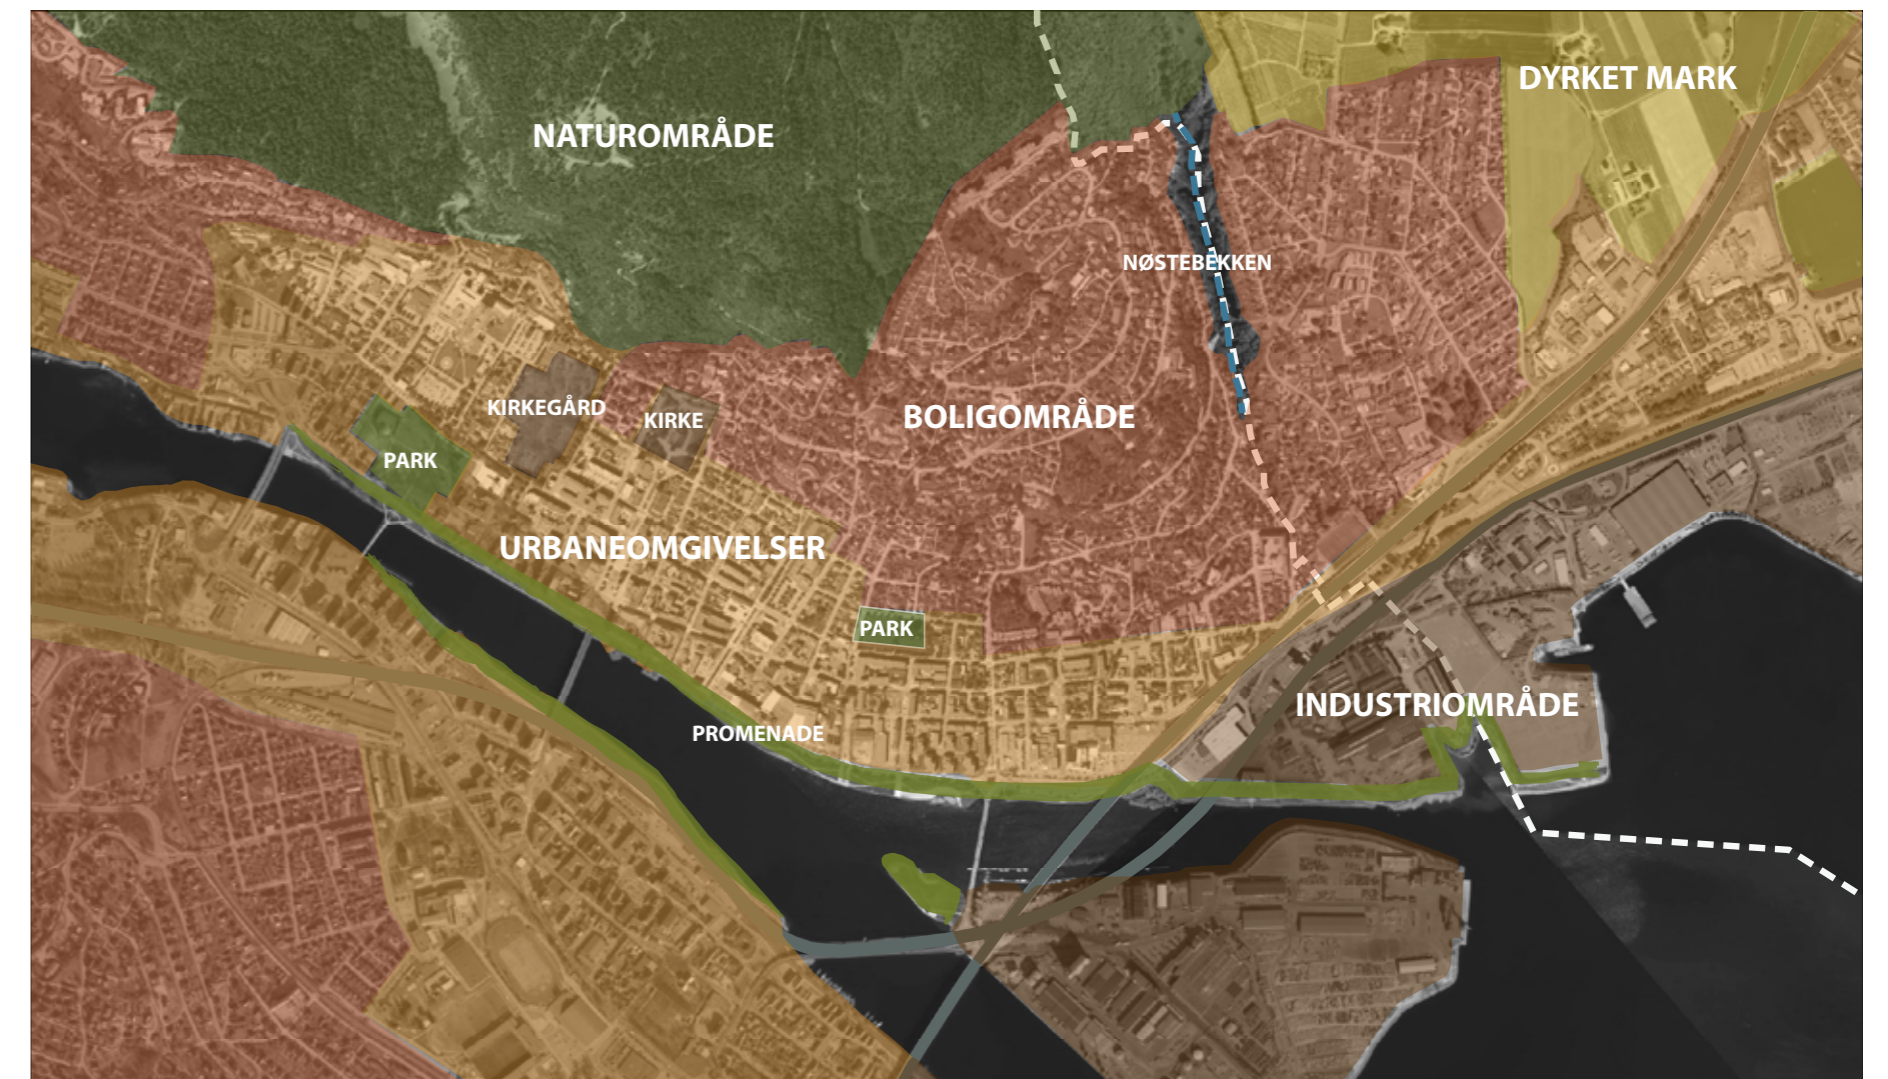 DYRKET MARK
NATUROMRÅDE
NØSTEBEKKEN
KIRKEGÅRD
KIRKE
BOLIGOMRÅDE
PARK
URBANEOMGIVELSER
PARK
INDUSTRIOMRÅDE
PROMENADE